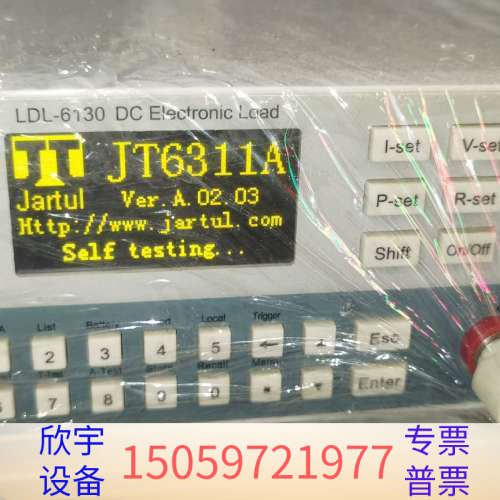 LDL-6130 DC Electronic Load
JT6311A
Jartul Ver.A.02.03
Http://www.jartul.com
Self testing...
I-set V-set
P-set R-set
Shift On/Off
List Local Trigger
2 3 4 5 Esc
7 8 9 0 Enter
欣宇 设备
15059721977
专票 普票